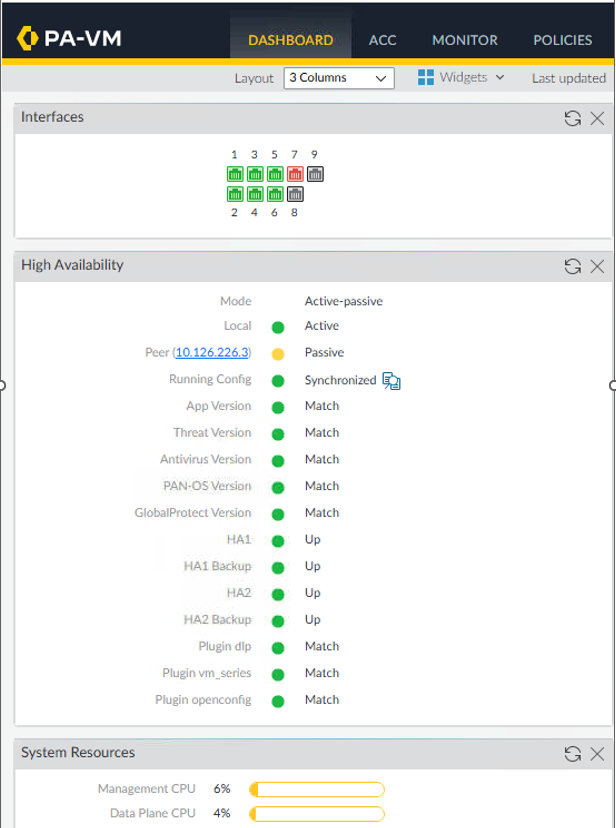 PA-VM DASHBOARD ACC MONITOR POLICIES
Layout 3 Columns Widgets Last updated
Interfaces
1 3 5 7 9
2 4 6 8
High Availability
Mode Active-passive
Local Active
Peer (10.126.226.3) Passive
Running Config Synchronized
App Version Match
Threat Version Match
Antivirus Version Match
PAN-OS Version Match
GlobalProtect Version Match
HA1 Up
HA1 Backup Up
HA2 Up
HA2 Backup Up
Plugin dlp Match
Plugin vm_series Match
Plugin openconfig Match
System Resources
Management CPU 6%
Data Plane CPU 4%